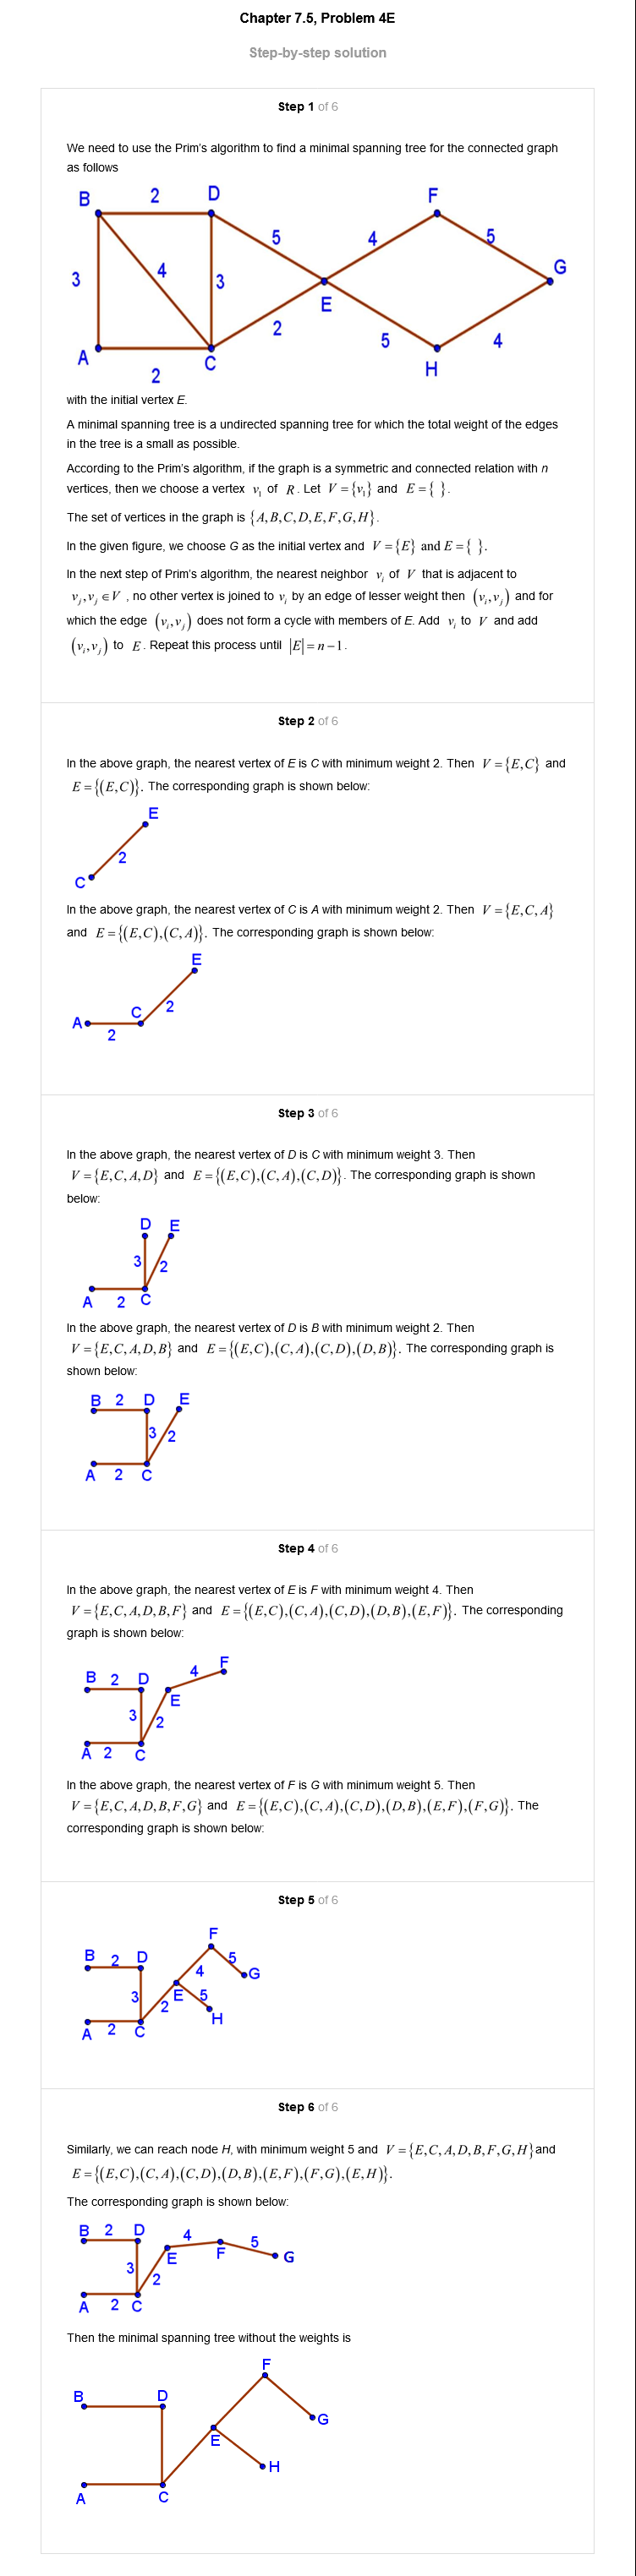 Chapter 7.5, Problem 4E
Step-by-step solution
Step 1 of 6
We need to use the Prim's algorithm to find a minimal spanning tree for the connected graph
as follows
B 2 D F
5 4 5
3 4 3 G
E
2 5 4
A C H
2
with the initial vertex E.
A minimal spanning tree is a undirected spanning tree for which the total weight of the edges
in the tree is a small as possible.
According to the Prim's algorithm, if the graph is a symmetric and connected relation with n
vertices, then we choose a vertex v₁ of R. Let V = {v₁} and E = { }.
The set of vertices in the graph is {A,B,C,D,E,F,G,H}.
In the given figure, we choose G as the initial vertex and V = {E} and E = { }.
In the next step of Prim's algorithm, the nearest neighbor vᵢ of V that is adjacent to
vⱼ,vⱼ ∈ V , no other vertex is joined to vᵢ by an edge of lesser weight then (vᵢ,vⱼ) and for
which the edge (vᵢ,vⱼ) does not form a cycle with members of E. Add vᵢ to V and add
(vᵢ,vⱼ) to E. Repeat this process until |E| = n−1.
Step 2 of 6
In the above graph, the nearest vertex of E is C with minimum weight 2. Then V = {E,C} and
E = {(E,C)}. The corresponding graph is shown below:
E
2
C
In the above graph, the nearest vertex of C is A with minimum weight 2. Then V = {E,C,A}
and E = {(E,C),(C,A)}. The corresponding graph is shown below:
E
C 2
A
2
Step 3 of 6
In the above graph, the nearest vertex of D is C with minimum weight 3. Then
V = {E,C,A,D} and E = {(E,C),(C,A),(C,D)}. The corresponding graph is shown
below:
D E
3 2
A 2 C
In the above graph, the nearest vertex of D is B with minimum weight 2. Then
V = {E,C,A,D,B} and E = {(E,C),(C,A),(C,D),(D,B)}. The corresponding graph is
shown below:
B 2 D E
3 2
A 2 C
Step 4 of 6
In the above graph, the nearest vertex of E is F with minimum weight 4. Then
V = {E,C,A,D,B,F} and E = {(E,C),(C,A),(C,D),(D,B),(E,F)}. The corresponding
graph is shown below:
F
B 2 D 4
E
3 2
A 2 C
In the above graph, the nearest vertex of F is G with minimum weight 5. Then
V = {E,C,A,D,B,F,G} and E = {(E,C),(C,A),(C,D),(D,B),(E,F),(F,G)}. The
corresponding graph is shown below:
Step 5 of 6
F
B 2 D 5
4 G
3 E 5
2 H
A 2 C
Step 6 of 6
Similarly, we can reach node H, with minimum weight 5 and V = {E,C,A,D,B,F,G,H} and
E = {(E,C),(C,A),(C,D),(D,B),(E,F),(F,G),(E,H)}.
The corresponding graph is shown below:
B 2 D 4 5
E F G
3 2
A 2 C
Then the minimal spanning tree without the weights is
F
B D
G
E
H
A C